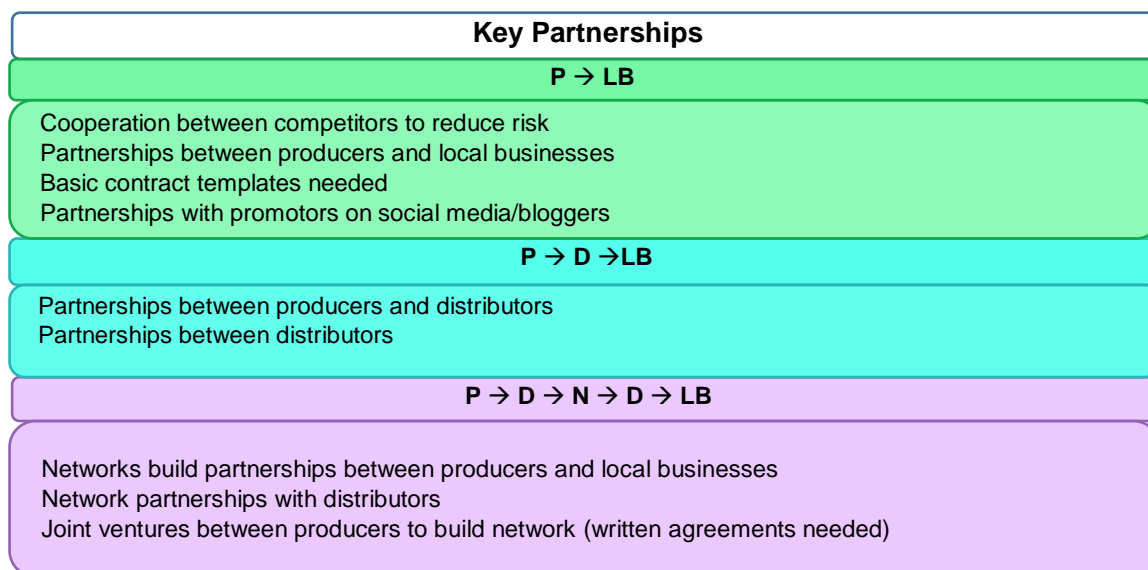 Key Partnerships
P → LB
Cooperation between competitors to reduce risk
Partnerships between producers and local businesses
Basic contract templates needed
Partnerships with promotors on social media/bloggers
P → D →LB
Partnerships between producers and distributors
Partnerships between distributors
P → D → N → D → LB
Networks build partnerships between producers and local businesses
Network partnerships with distributors
Joint ventures between producers to build network (written agreements needed)